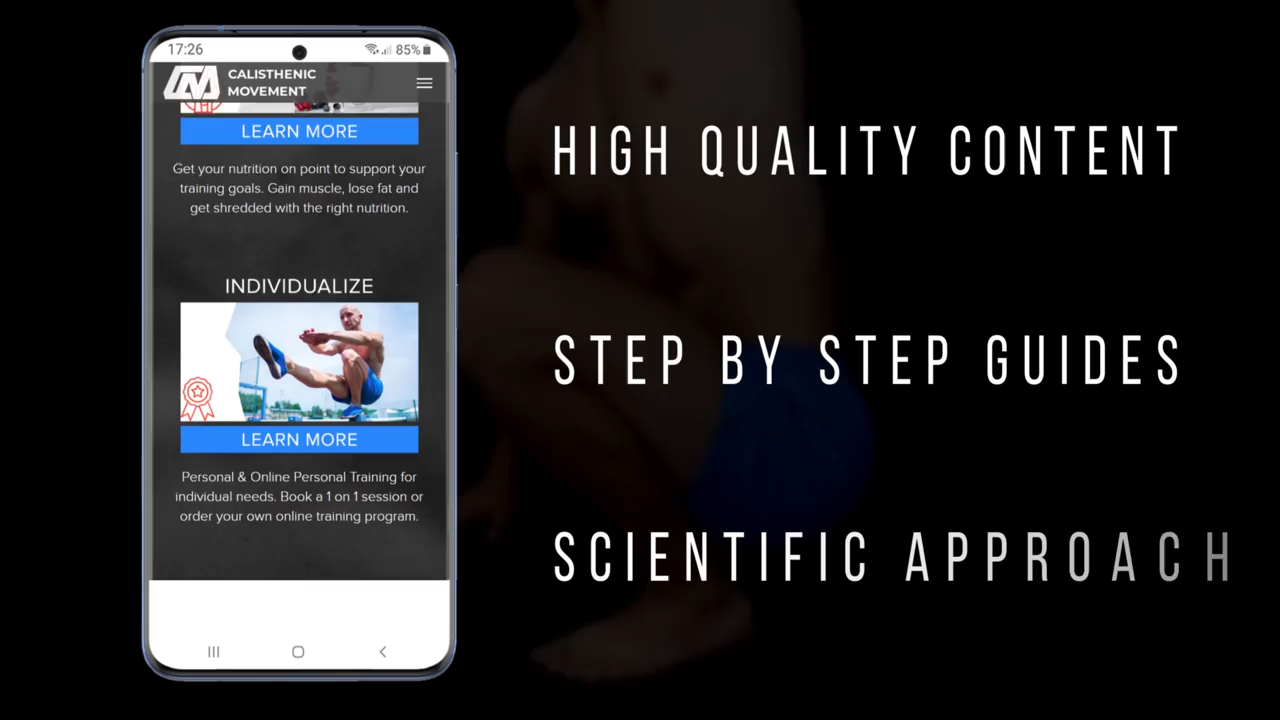 17:26
85%
CM
CALISTHENIC
MOVEMENT
LEARN MORE
Get your nutrition on point to support your
training goals. Gain muscle, lose fat and
get shredded with the right nutrition.
INDIVIDUALIZE
LEARN MORE
Personal & Online Personal Training for
individual needs. Book a 1 on 1 session or
order your own online training program.
HIGH QUALITY CONTENT
STEP BY STEP GUIDES
SCIENTIFIC APPROACH